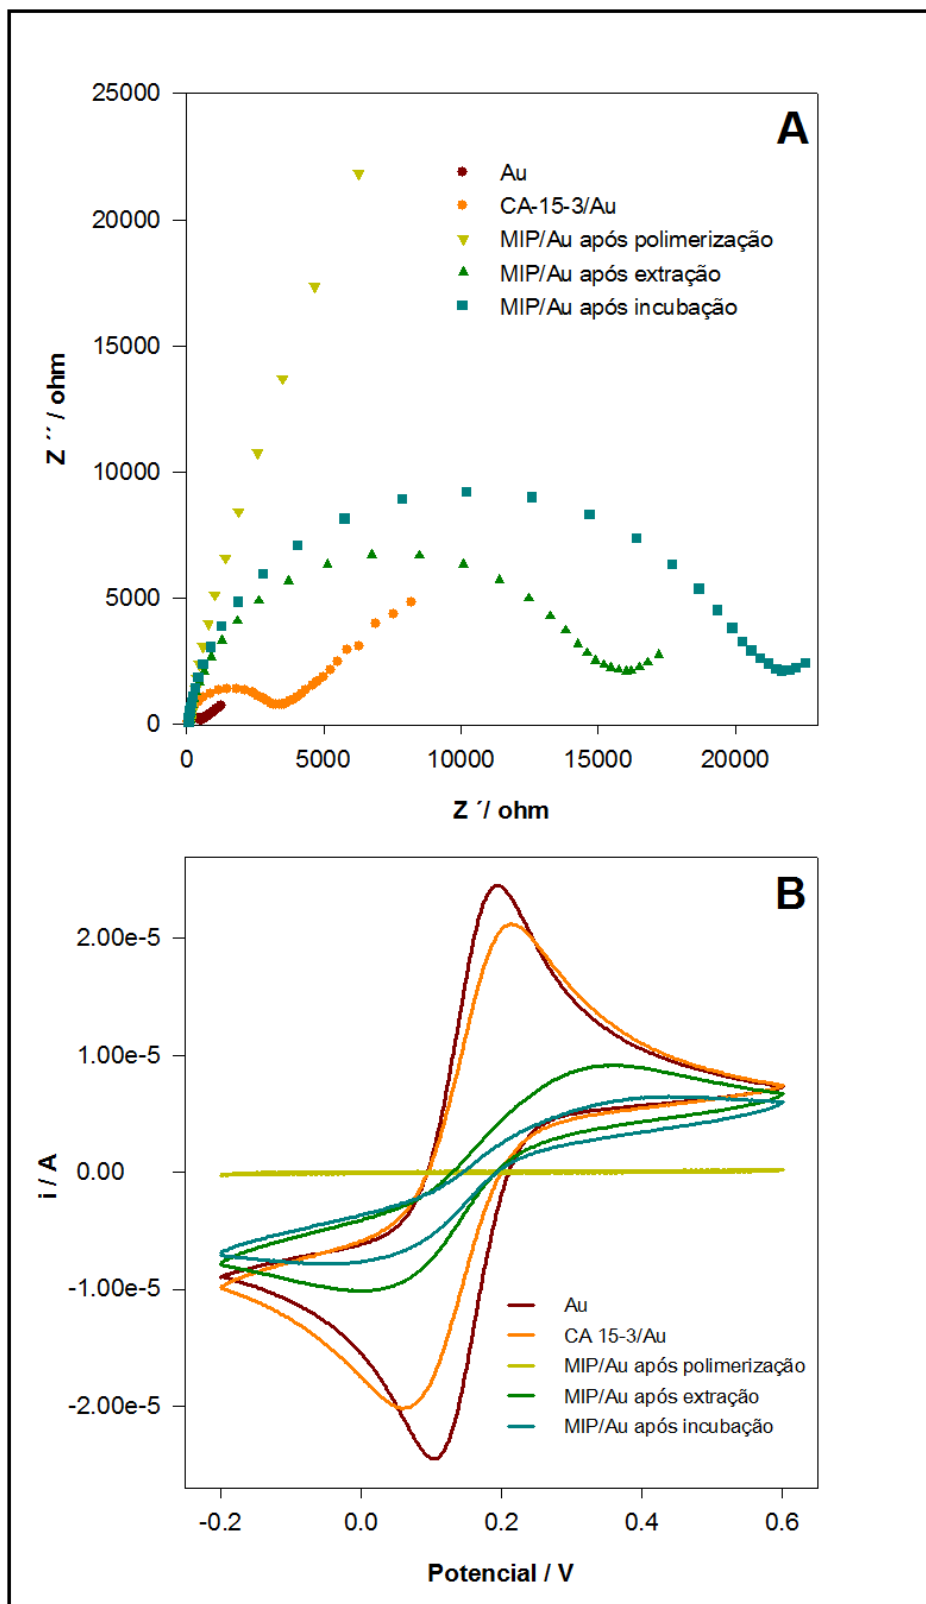 A
25000
20000
15000
10000
5000
0
Z ´´ / ohm
Au
CA-15-3/Au
MIP/Au após polimerização
MIP/Au após extração
MIP/Au após incubação
0 5000 10000 15000 20000
Z ´/ ohm
B
2.00e-5
1.00e-5
0.00
-1.00e-5
-2.00e-5
i / A
Au
CA 15-3/Au
MIP/Au após polimerização
MIP/Au após extração
MIP/Au após incubação
-0.2 0.0 0.2 0.4 0.6
Potencial / V